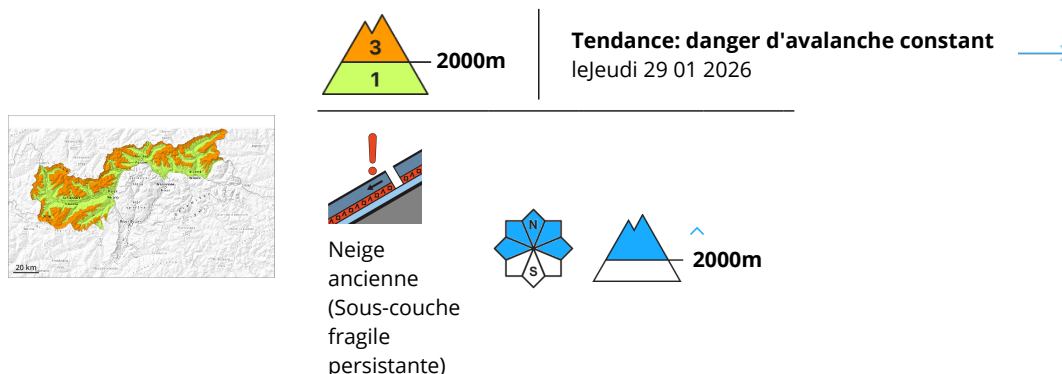 3
2000m
1
Tendance: danger d'avalanche constant
leJeudi 29 01 2026
20 km
Neige
ancienne
(Sous-couche
fragile
persistante)
N
S
2000m